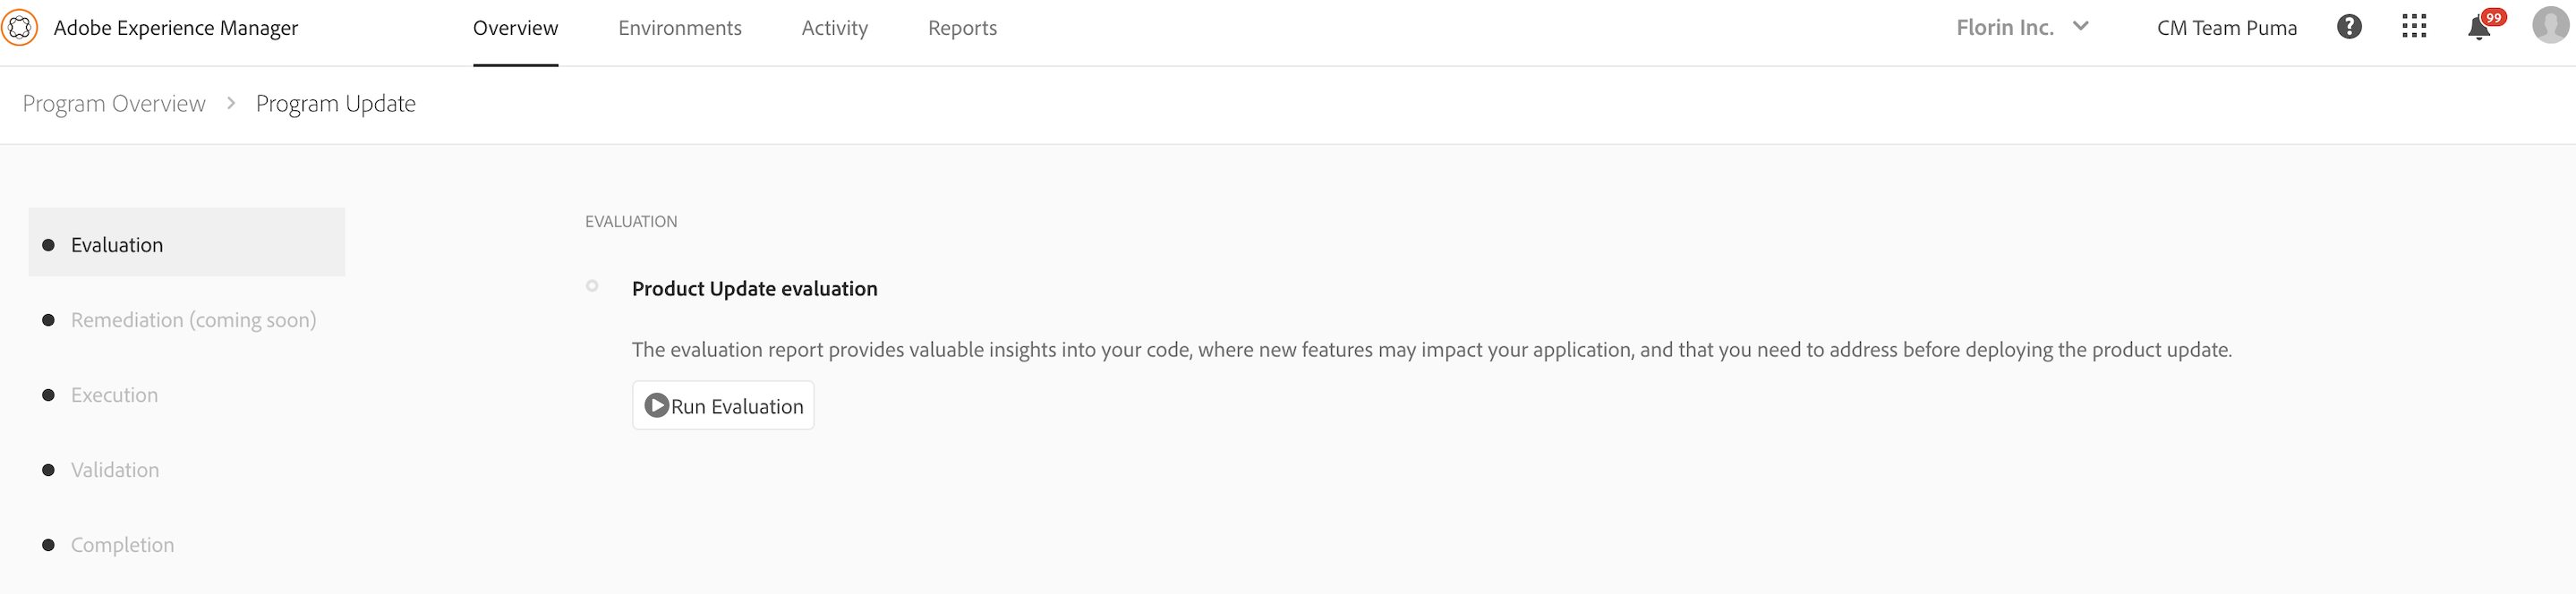 Adobe Experience Manager Overview Environments Activity Reports Florin Inc. CM Team Puma 99
Program Overview Program Update
Evaluation
Remediation (coming soon)
Execution
Validation
Completion
EVALUATION
Product Update evaluation
The evaluation report provides valuable insights into your code, where new features may impact your application, and that you need to address before deploying the product update.
Run Evaluation